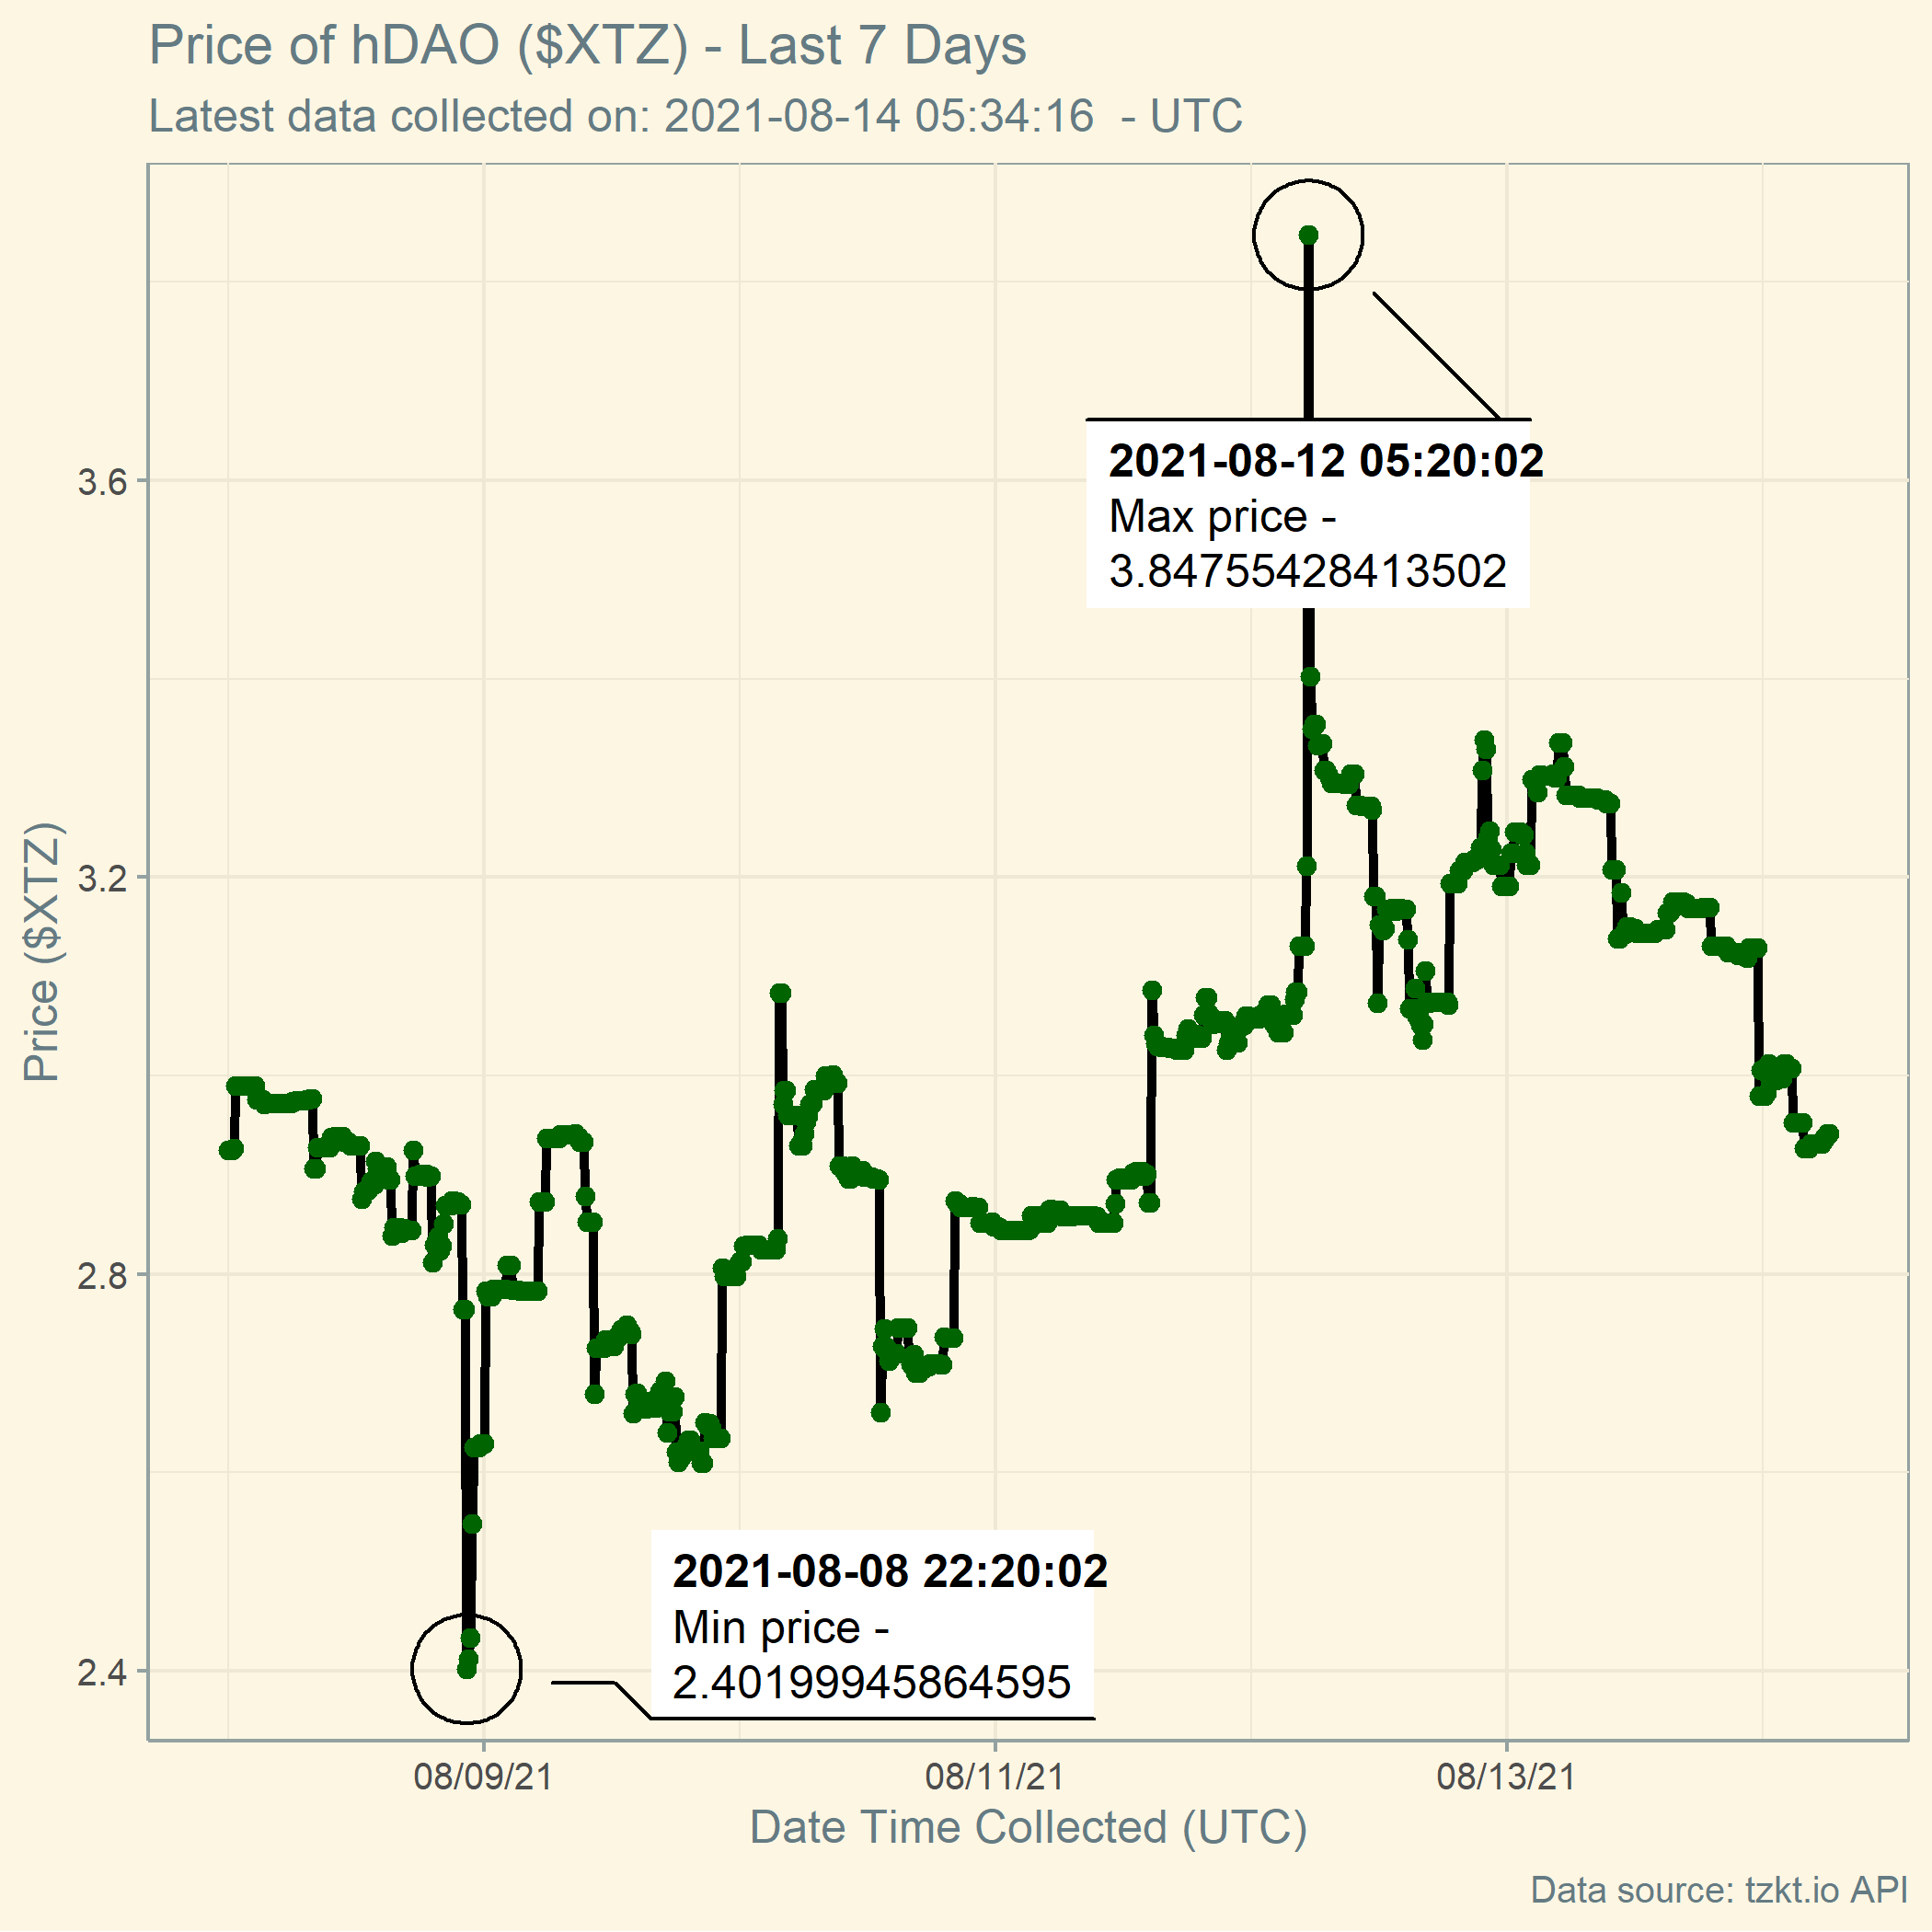 Price of hDAO ($XTZ) - Last 7 Days
Latest data collected on: 2021-08-14 05:34:16  - UTC
Price ($XTZ)
3.6
3.2
2.8
2.4
2021-08-12 05:20:02
Max price -
3.84755428413502
2021-08-08 22:20:02
Min price -
2.40199945864595
08/09/21
08/11/21
08/13/21
Date Time Collected (UTC)
Data source: tzkt.io API